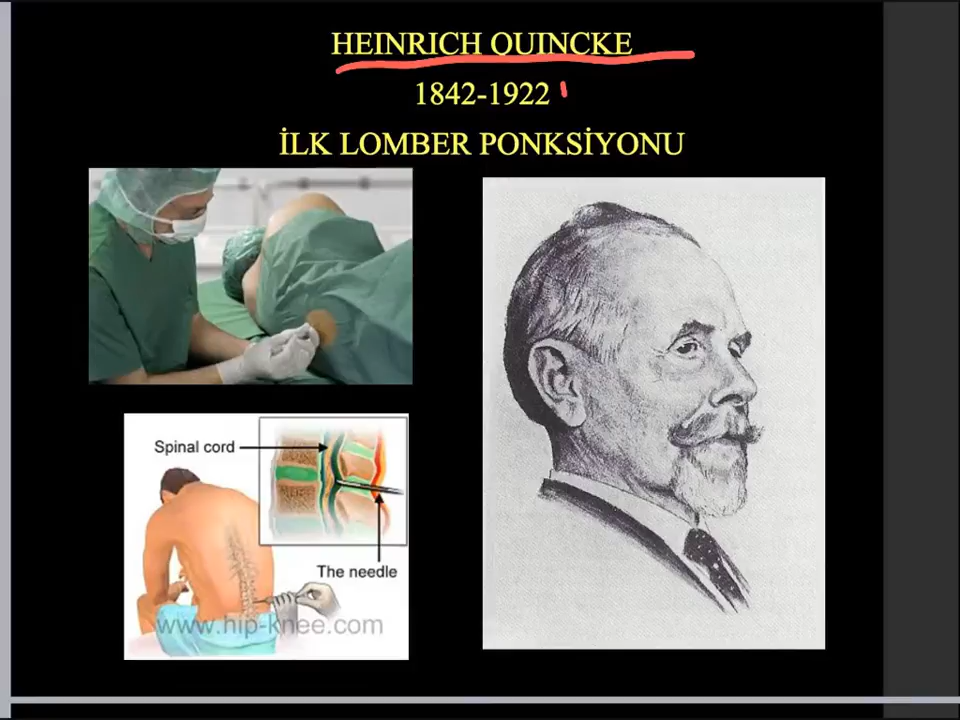 HEINRICH QUINCKE
1842-1922
İLK LOMBER PONKSİYONU
Spinal cord
The needle
www.hip-knee.com